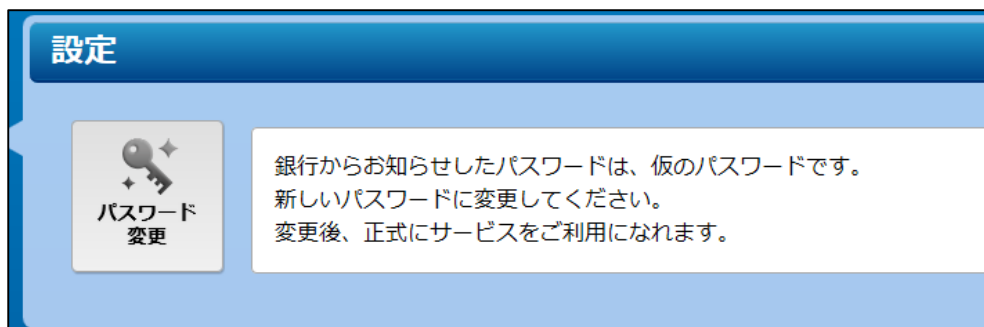 設定
パスワード
変更
銀行からお知らせしたパスワードは、仮のパスワードです。
新しいパスワードに変更してください。
変更後、正式にサービスをご利用になれます。